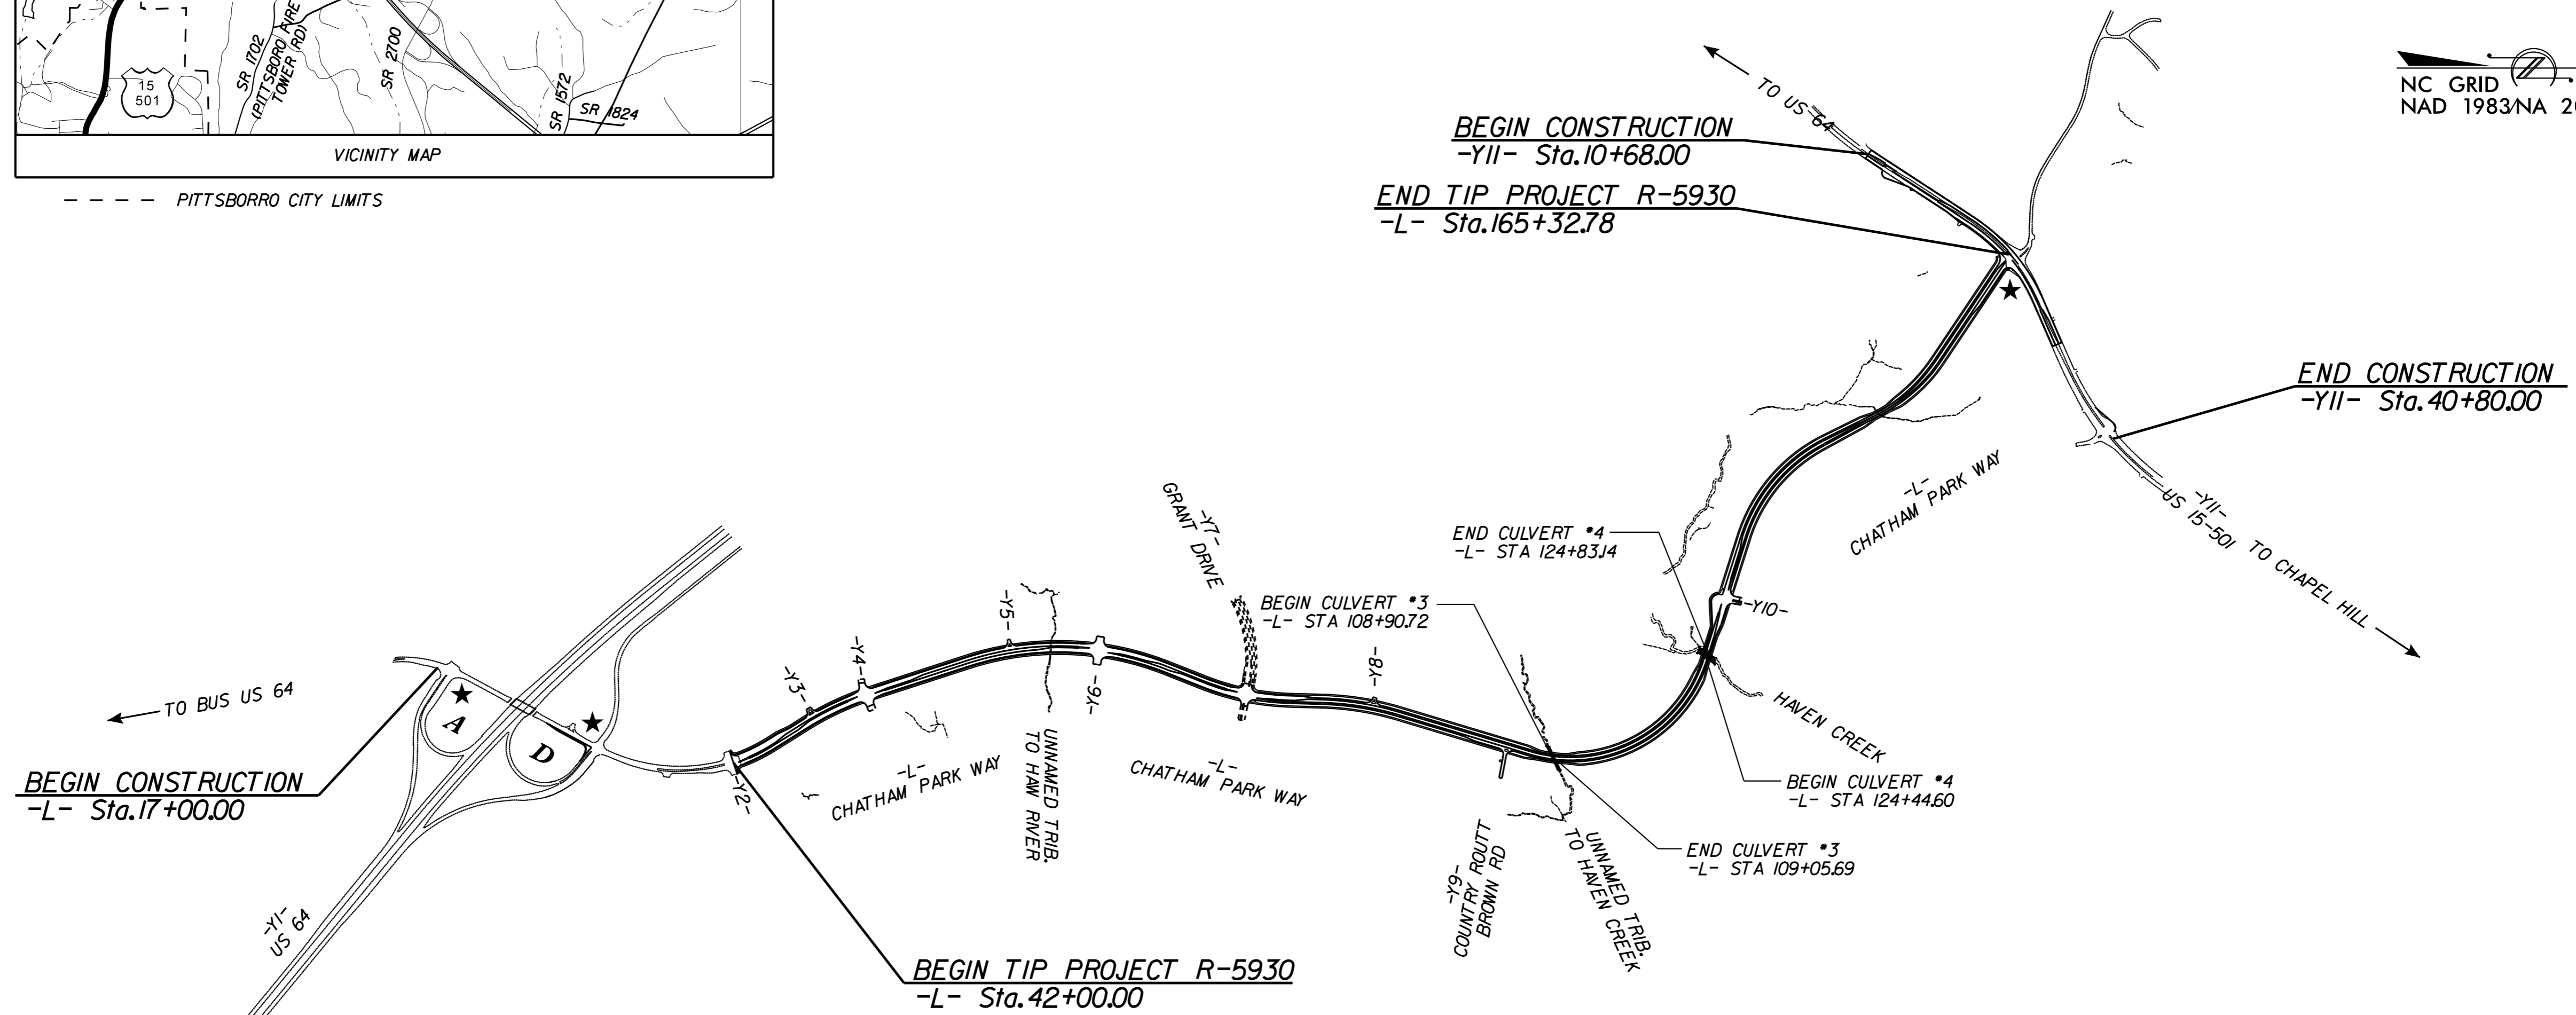 SR 1702
(PITTSBORO FIRE
TOWER RD)
SR 2700
SR 1572
SR 1824
15
501
VICINITY MAP
PITTSBORRO CITY LIMITS
NC GRID
NAD 1983/NA 20
TO US 64
BEGIN CONSTRUCTION
-Y11- Sta. 10+68.00
END TIP PROJECT R-5930
-L- Sta. 165+32.78
END CONSTRUCTION
-Y11- Sta. 40+80.00
-L-
CHATHAM PARK WAY
-Y11-
US 15-501 TO CHAPEL HILL
-Y7-
GRANT DRIVE
END CULVERT #4
-L- STA 124+83.14
BEGIN CULVERT #3
-L- STA 108+90.72
-Y10-
-Y5-
-Y4-
-Y3-
-Y6-
-Y8-
HAVEN CREEK
TO BUS US 64
A
D
BEGIN CONSTRUCTION
-L- Sta. 17+00.00
-Y2-
-L-
CHATHAM PARK WAY
UNNAMED TRIB.
TO HAW RIVER
-L-
CHATHAM PARK WAY
BEGIN CULVERT #4
-L- STA 124+44.60
END CULVERT #3
-L- STA 109+05.69
-Y9-
COUNTRY ROUTT
BROWN RD
UNNAMED TRIB.
TO HAVEN CREEK
-Y1-
US 64
BEGIN TIP PROJECT R-5930
-L- Sta. 42+00.00